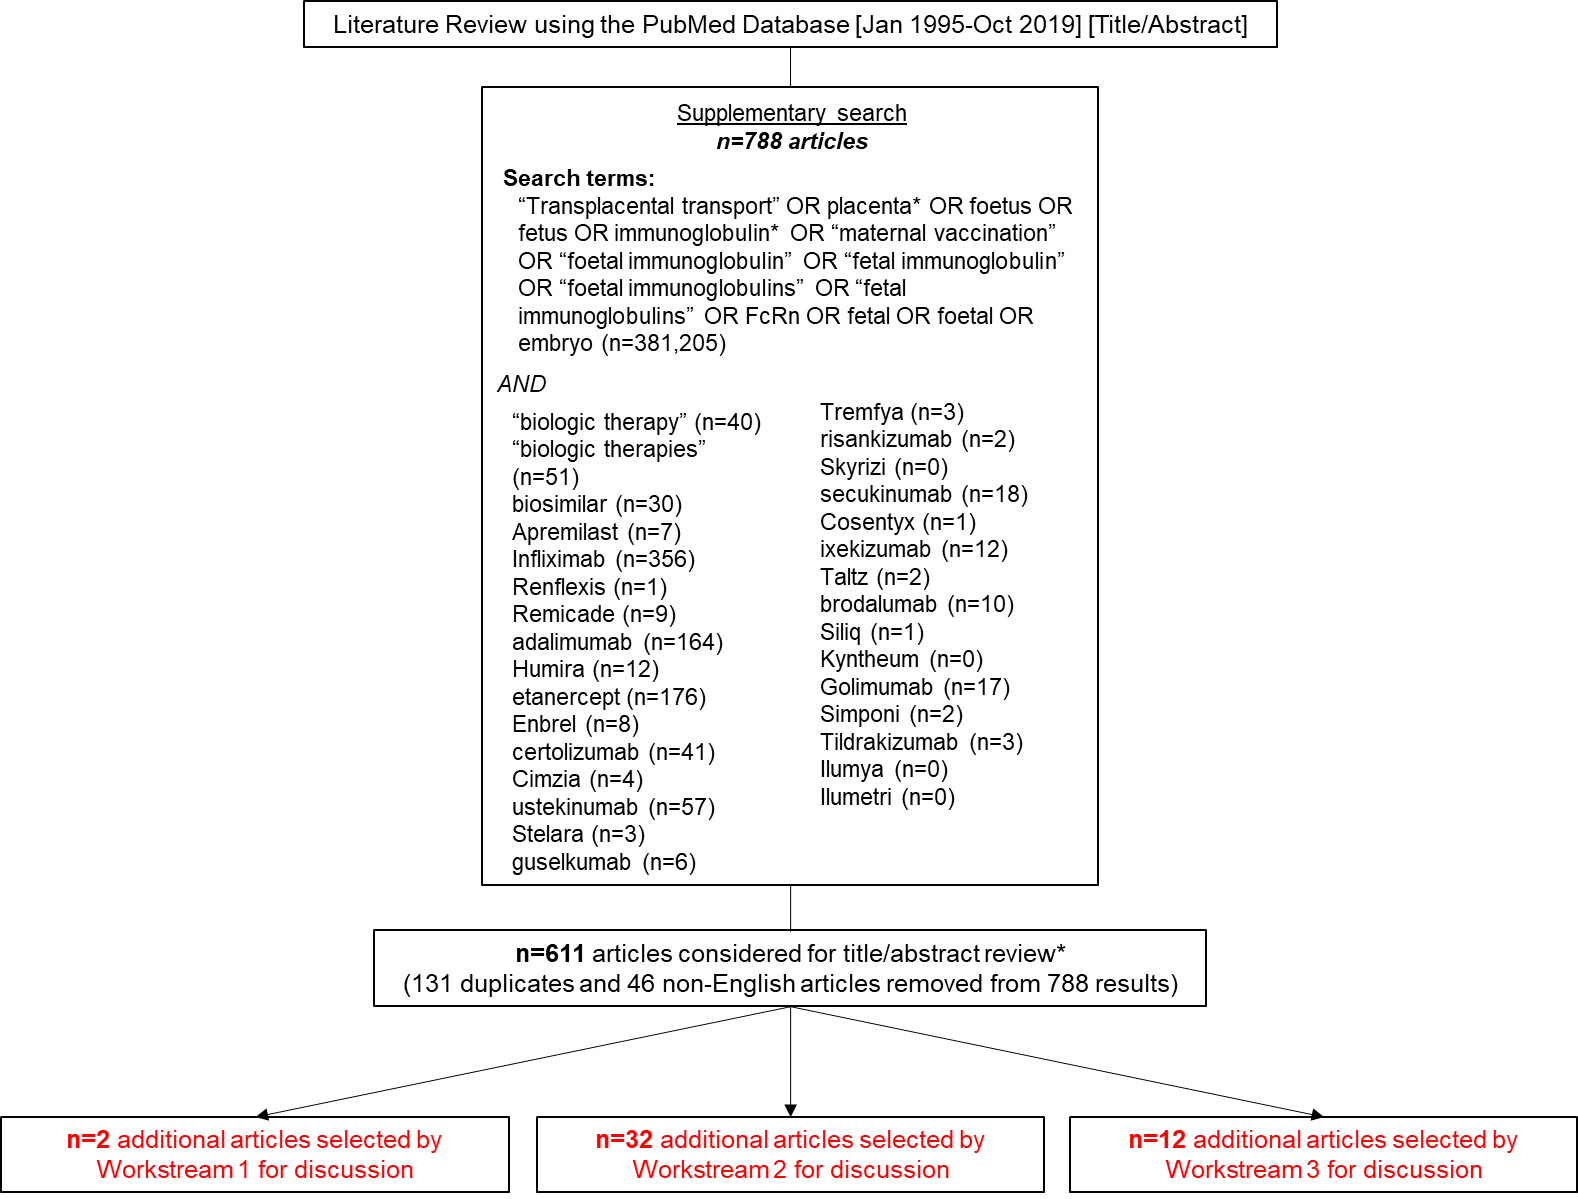 Literature Review using the PubMed Database [Jan 1995-Oct 2019] [Title/Abstract]
Supplementary search
n=788 articles
Search terms:
“Transplacental transport” OR placenta* OR foetus OR
fetus OR immunoglobulin* OR “maternal vaccination”
OR “foetal immunoglobulin” OR “fetal immunoglobulin”
OR “foetal immunoglobulins” OR “fetal
immunoglobulins” OR FcRn OR fetal OR foetal OR
embryo (n=381,205)
AND
“biologic therapy” (n=40)
“biologic therapies”
(n=51)
biosimilar (n=30)
Apremilast (n=7)
Infliximab (n=356)
Renflexis (n=1)
Remicade (n=9)
adalimumab (n=164)
Humira (n=12)
etanercept (n=176)
Enbrel (n=8)
certolizumab (n=41)
Cimzia (n=4)
ustekinumab (n=57)
Stelara (n=3)
guselkumab (n=6)
Tremfya (n=3)
risankizumab (n=2)
Skyrizi (n=0)
secukinumab (n=18)
Cosentyx (n=1)
ixekizumab (n=12)
Taltz (n=2)
brodalumab (n=10)
Siliq (n=1)
Kyntheum (n=0)
Golimumab (n=17)
Simponi (n=2)
Tildrakizumab (n=3)
Ilumya (n=0)
Ilumetri (n=0)
n=611 articles considered for title/abstract review*
(131 duplicates and 46 non-English articles removed from 788 results)
n=2 additional articles selected by
Workstream 1 for discussion
n=32 additional articles selected by
Workstream 2 for discussion
n=12 additional articles selected by
Workstream 3 for discussion